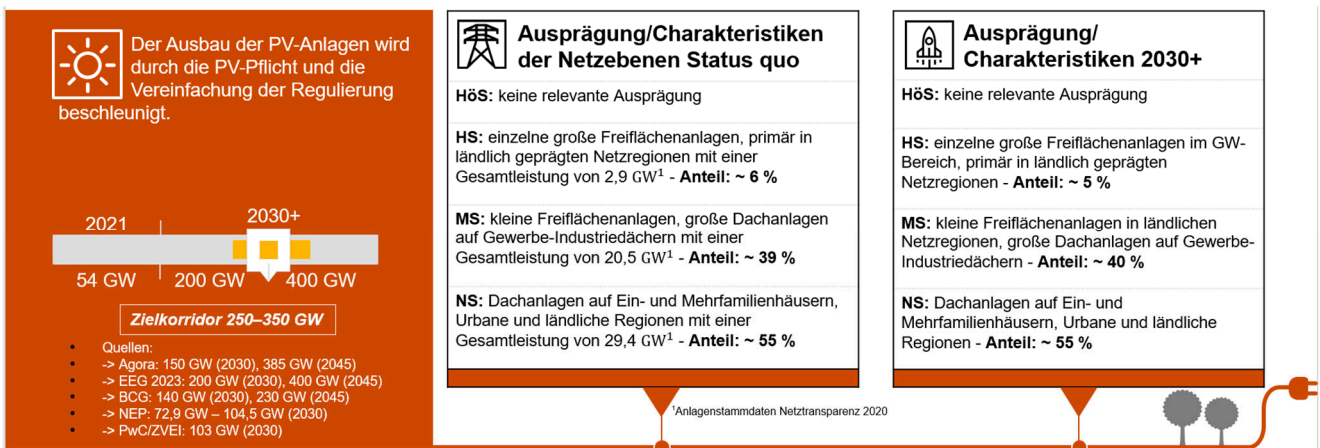 Der Ausbau der PV-Anlagen wird
durch die PV-Pflicht und die
Vereinfachung der Regulierung
beschleunigt.
2021
2030+
54 GW
200 GW
400 GW
Zielkorridor 250–350 GW
• Quellen:
• -> Agora: 150 GW (2030), 385 GW (2045)
• -> EEG 2023: 200 GW (2030), 400 GW (2045)
• -> BCG: 140 GW (2030), 230 GW (2045)
• -> NEP: 72,9 GW – 104,5 GW (2030)
• -> PwC/ZVEI: 103 GW (2030)
Ausprägung/Charakteristiken
der Netzebenen Status quo
HöS: keine relevante Ausprägung
HS: einzelne große Freiflächenanlagen, primär in
ländlich geprägten Netzregionen mit einer
Gesamtleistung von 2,9 GW¹ - Anteil: ~ 6 %
MS: kleine Freiflächenanlagen, große Dachanlagen
auf Gewerbe-Industriedächern mit einer
Gesamtleistung von 20,5 GW¹ - Anteil: ~ 39 %
NS: Dachanlagen auf Ein- und Mehrfamilienhäusern,
Urbane und ländliche Regionen mit einer
Gesamtleistung von 29,4 GW¹ - Anteil: ~ 55 %
¹Anlagenstammdaten Netztransparenz 2020
Ausprägung/
Charakteristiken 2030+
HöS: keine relevante Ausprägung
HS: einzelne große Freiflächenanlagen im GW-
Bereich, primär in ländlich geprägten
Netzregionen - Anteil: ~ 5 %
MS: kleine Freiflächenanlagen in ländlichen
Netzregionen, große Dachanlagen auf Gewerbe-
Industriedächern - Anteil: ~ 40 %
NS: Dachanlagen auf Ein- und
Mehrfamilienhäusern, Urbane und ländliche
Regionen - Anteil: ~ 55 %